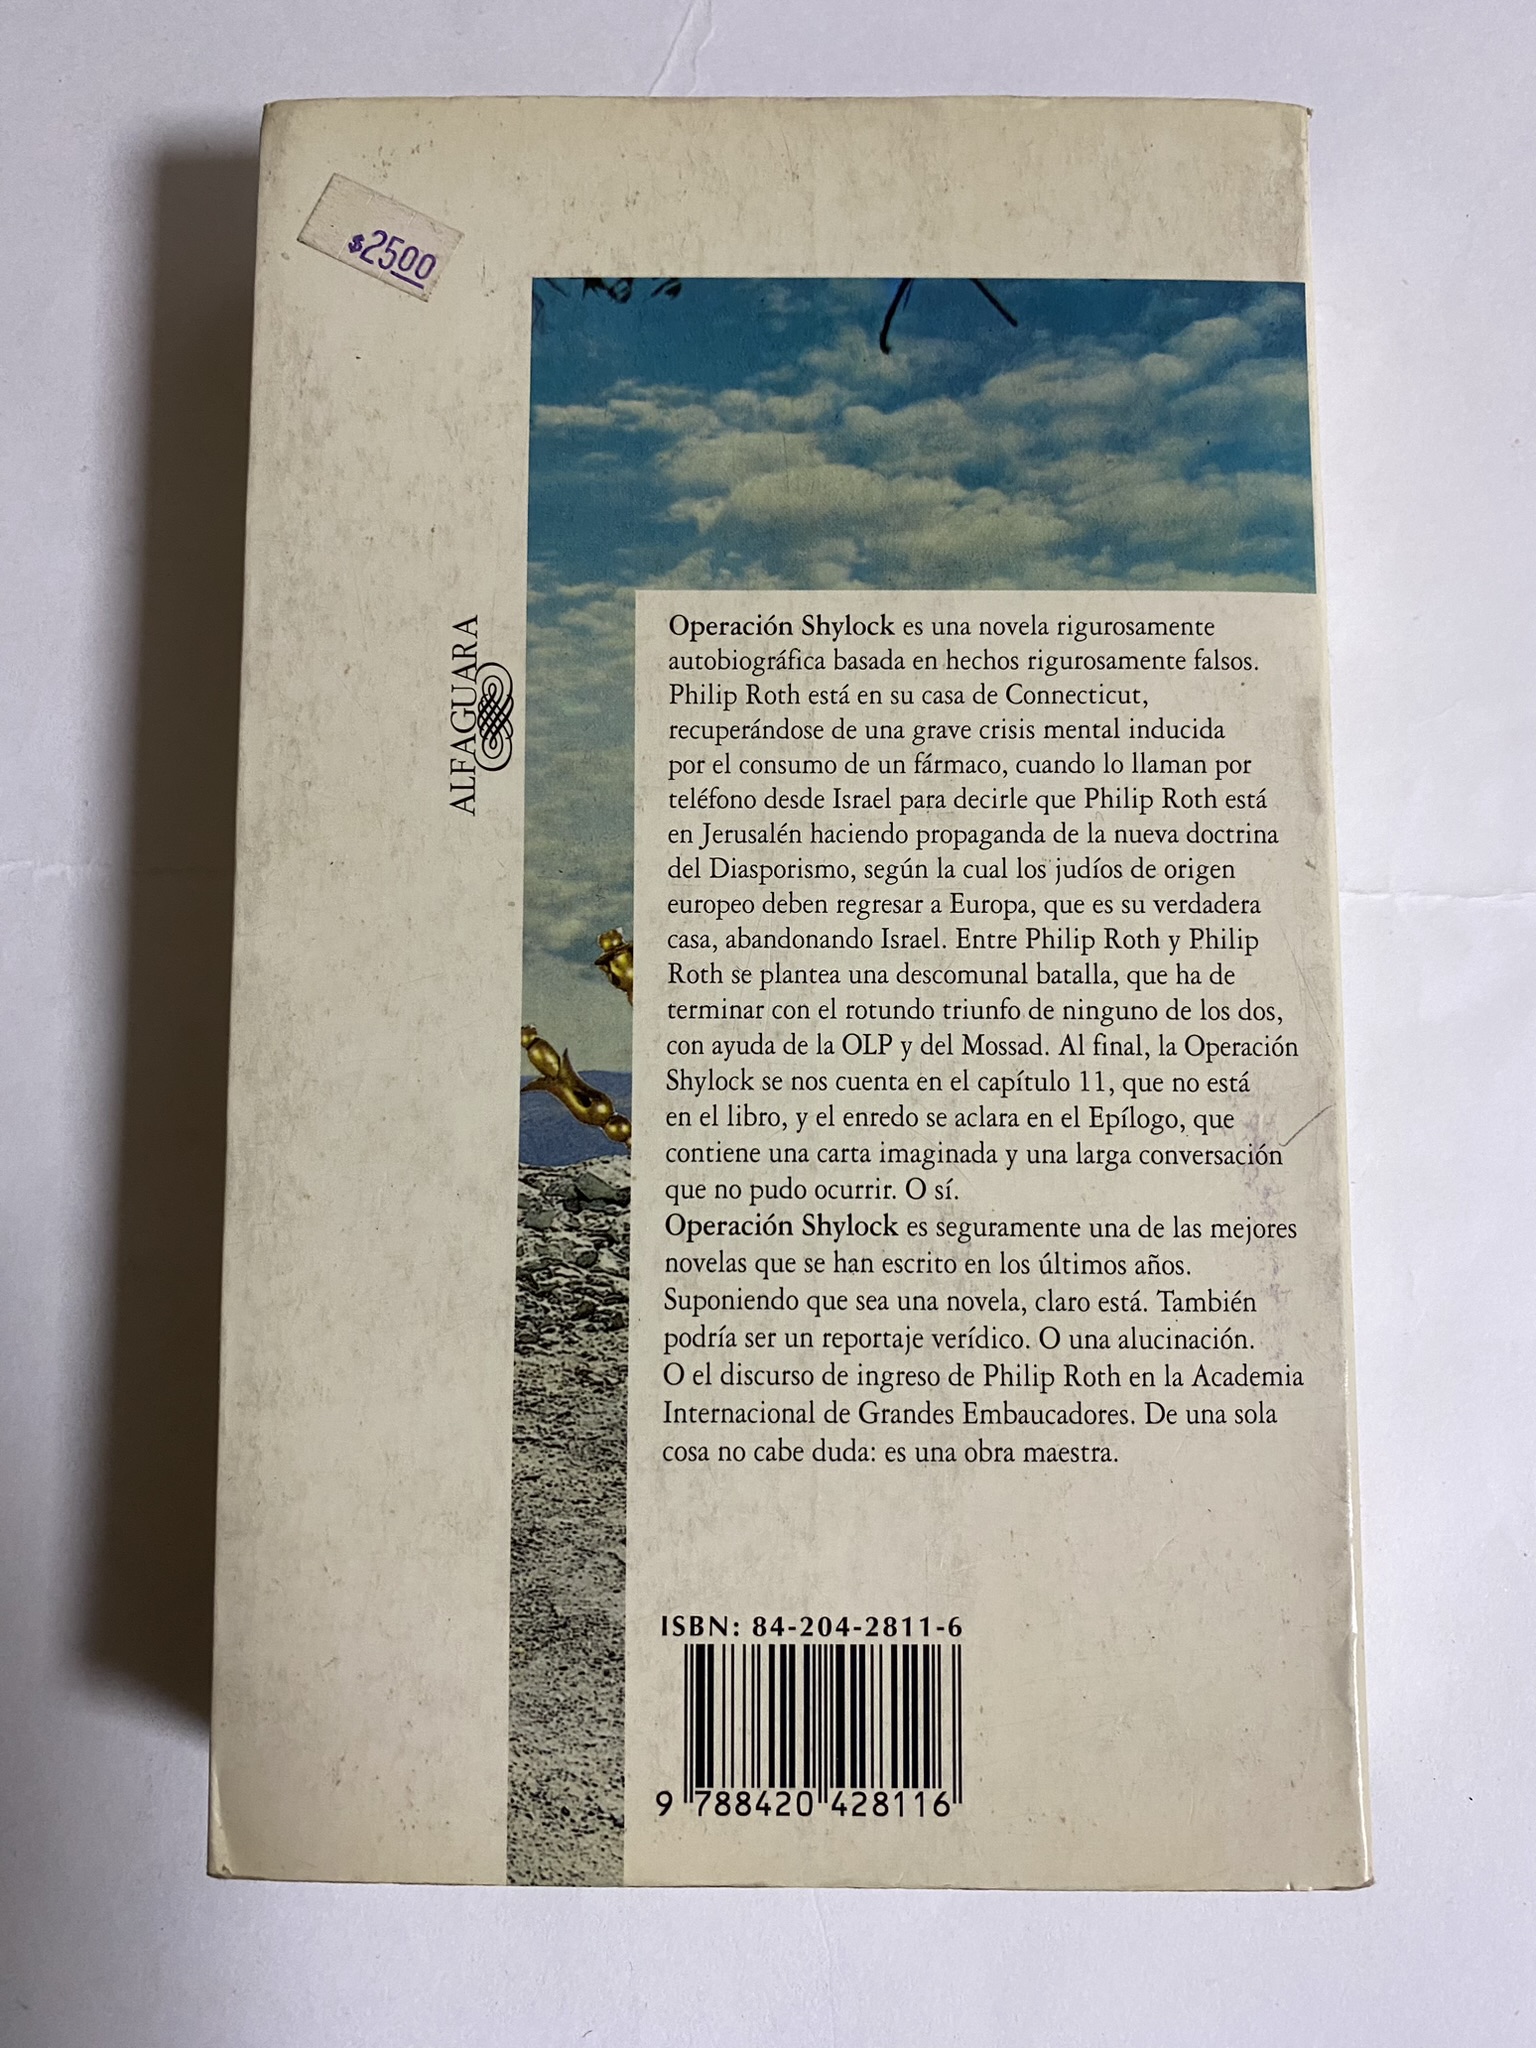 $2500
ALFAGUARA
Operación Shylock es una novela rigurosamente
autobiográfica basada en hechos rigurosamente falsos.
Philip Roth está en su casa de Connecticut,
recuperándose de una grave crisis mental inducida
por el consumo de un fármaco, cuando lo llaman por
teléfono desde Israel para decirle que Philip Roth está
en Jerusalén haciendo propaganda de la nueva doctrina
del Diasporismo, según la cual los judíos de origen
europeo deben regresar a Europa, que es su verdadera
casa, abandonando Israel. Entre Philip Roth y Philip
Roth se plantea una descomunal batalla, que ha de
terminar con el rotundo triunfo de ninguno de los dos,
con ayuda de la OLP y del Mossad. Al final, la Operación
Shylock se nos cuenta en el capítulo 11, que no está
en el libro, y el enredo se aclara en el Epílogo, que
contiene una carta imaginada y una larga conversación
que no pudo ocurrir. O sí.
Operación Shylock es seguramente una de las mejores
novelas que se han escrito en los últimos años.
Suponiendo que sea una novela, claro está. También
podría ser un reportaje verídico. O una alucinación.
O el discurso de ingreso de Philip Roth en la Academia
Internacional de Grandes Embaucadores. De una sola
cosa no cabe duda: es una obra maestra.
ISBN: 84-204-2811-6
9 788420 428116